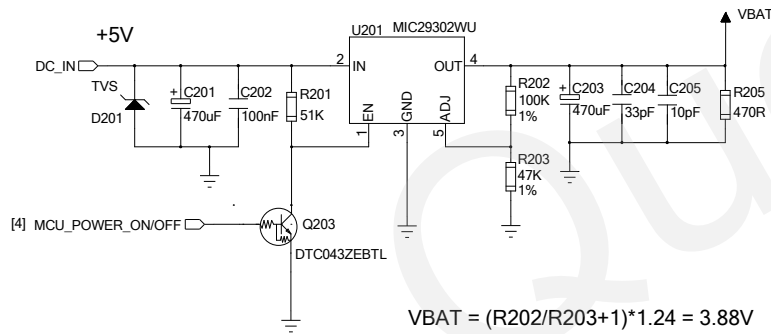 VBAT
U201 MIC29302WU
+5V
DC_IN
2 IN
OUT 4
TVS
D201
+ C201
470uF
C202
100nF
R201
51K
1 EN
3 GND
5 ADJ
R202
100K
1%
R203
47K
1%
+ C203
470uF
C204
33pF
C205
10pF
R205
470R
[4] MCU_POWER_ON/OFF
Q203
DTC043ZEBTL
VBAT = (R202/R203+1)*1.24 = 3.88V